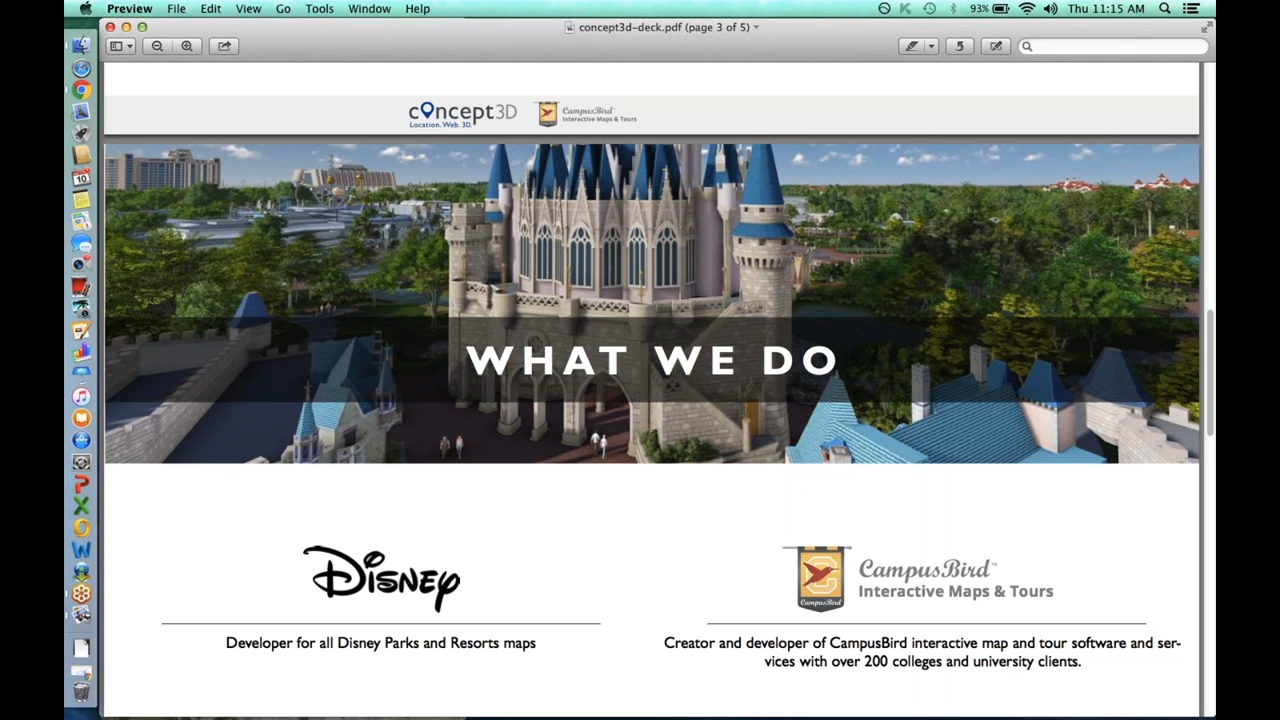 Preview File Edit View Go Tools Window Help 93% Thu 11:15 AM
concept3d-deck.pdf (page 3 of 5)
concept3D
Location. Web. 3D.
CampusBird™
Interactive Maps & Tours
WHAT WE DO
Disney
Developer for all Disney Parks and Resorts maps
CampusBird
CampusBird™
Interactive Maps & Tours
Creator and developer of CampusBird interactive map and tour software and ser-
vices with over 200 colleges and university clients.